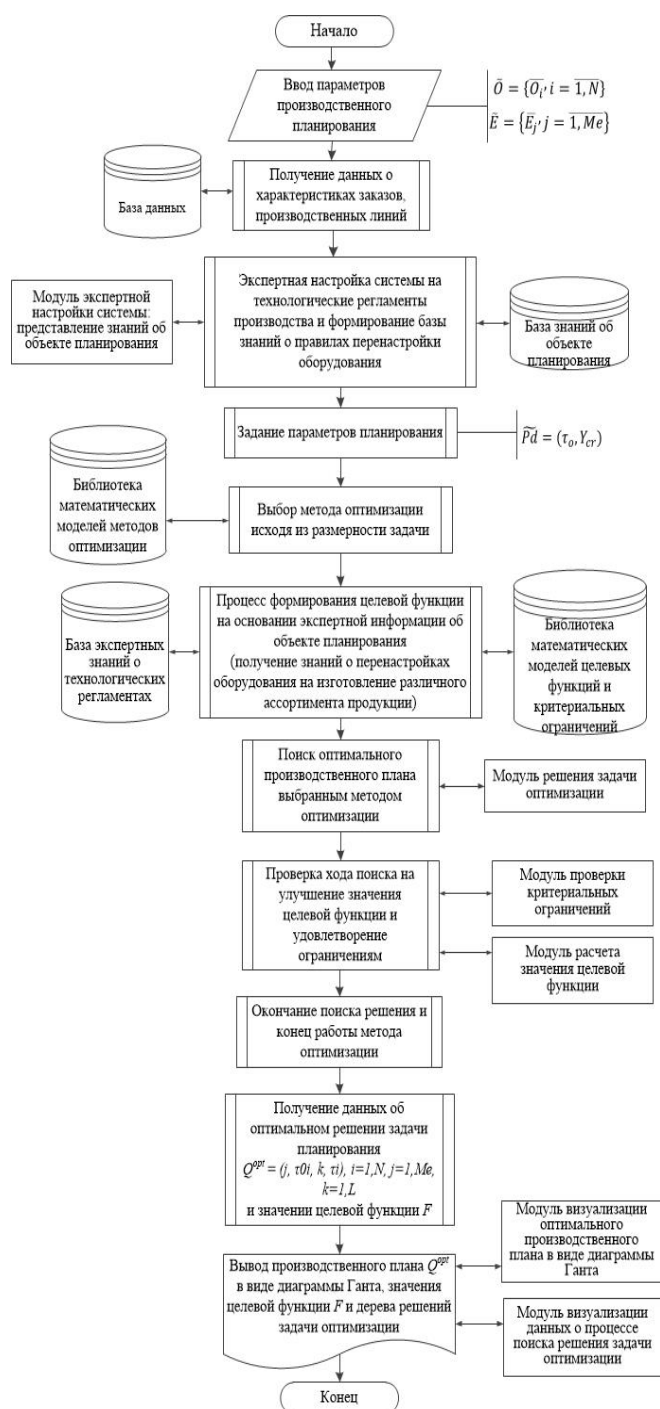 Начало
Ввод параметров
производственного
планирования
Õ = {O̅i, i = 1,N}
Ẽ = {E̅j, j = 1,Me}
База данных
Получение данных о
характеристиках заказов,
производственных линий
Модуль экспертной
настройки системы:
представление знаний об
объекте планирования
Экспертная настройка системы на
технологические регламенты
производства и формирование базы
знаний о правилах перенастройки
оборудования
База знаний об
объекте
планирования
Задание параметров планирования
P̃d = (τo, Ycr)
Библиотека
математических
моделей методов
оптимизации
Выбор метода оптимизации
исходя из размерности задачи
База экспертных
знаний о
технологических
регламентах
Процесс формирования целевой функции
на основании экспертной информации об
объекте планирования
(получение знаний о перенастройках
оборудования на изготовление различного
ассортимента продукции)
Библиотека
математических
моделей целевых
функций и
критериальных
ограничений
Поиск оптимального
производственного плана
выбранным методом
оптимизации
Модуль решения задачи
оптимизации
Проверка хода поиска на
улучшение значения
целевой функции и
удовлетворение
ограничениям
Модуль проверки
критериальных
ограничений
Модуль расчета
значения целевой
функции
Окончание поиска решения и
конец работы метода
оптимизации
Получение данных об
оптимальном решении задачи
планирования
Q^opt = (j, τ0i, k, τi), i=1,N, j=1,Me,
k=1,L
и значении целевой функции F
Вывод производственного плана Q^opt
в виде диаграммы Ганта, значения
целевой функции F и дерева решений
задачи оптимизации
Модуль визуализации
оптимального
производственного
плана в виде диаграммы
Ганта
Модуль визуализации
данных о процессе
поиска решения задачи
оптимизации
Конец